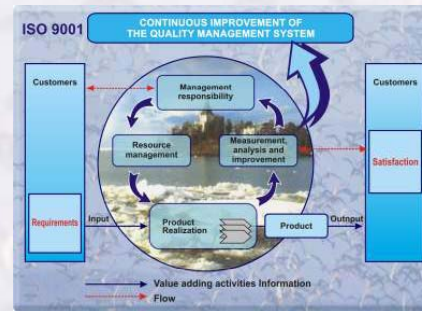 ISO 9001
CONTINUOUS IMPROVEMENT OF
THE QUALITY MANAGEMENT SYSTEM
Customers
Management
responsibility
Customers
Resource
management
Measurement,
analysis and
improvement
Satisfaction
Requirements
Input
Product
Realization
Product
Outnput
Value adding activities Information
Flow